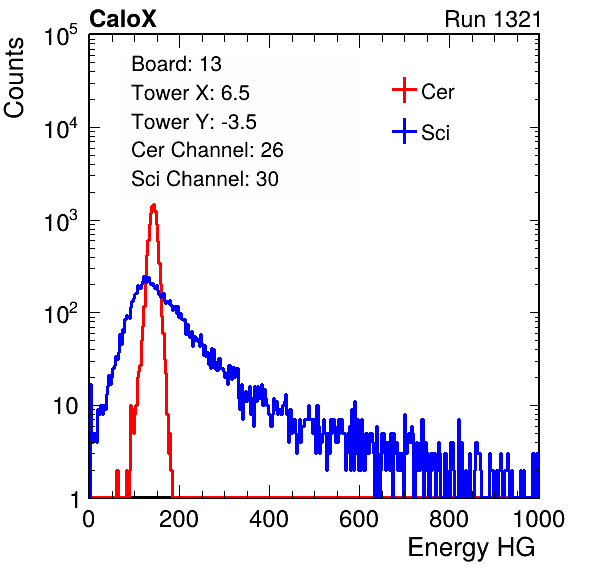 CaloX Run 1321
Counts
10^5
10^4
10^3
10^2
10
1
Board: 13
Tower X: 6.5
Tower Y: -3.5
Cer Channel: 26
Sci Channel: 30
Cer
Sci
0 200 400 600 800 1000
Energy HG